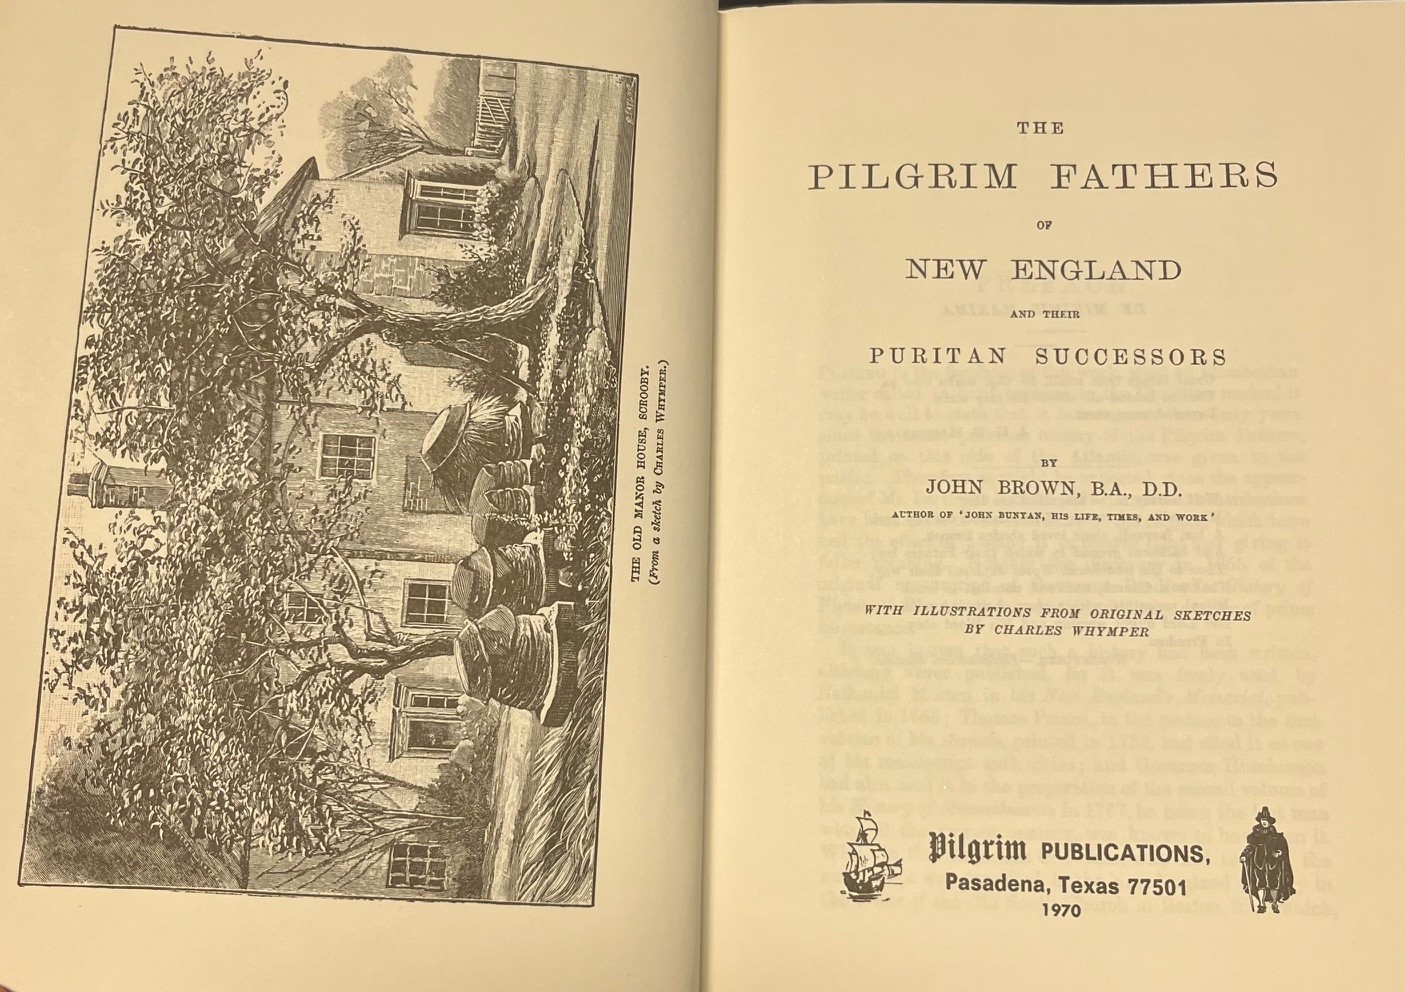 THE OLD MANOR HOUSE, SCROOBY.
(From a sketch by CHARLES WHYMPER.)
THE
PILGRIM FATHERS
OF
NEW ENGLAND
AND THEIR
PURITAN SUCCESSORS
BY
JOHN BROWN, B.A., D.D.
AUTHOR OF 'JOHN BUNYAN, HIS LIFE, TIMES, AND WORK'
WITH ILLUSTRATIONS FROM ORIGINAL SKETCHES
BY CHARLES WHYMPER
Pilgrim PUBLICATIONS,
Pasadena, Texas 77501
1970